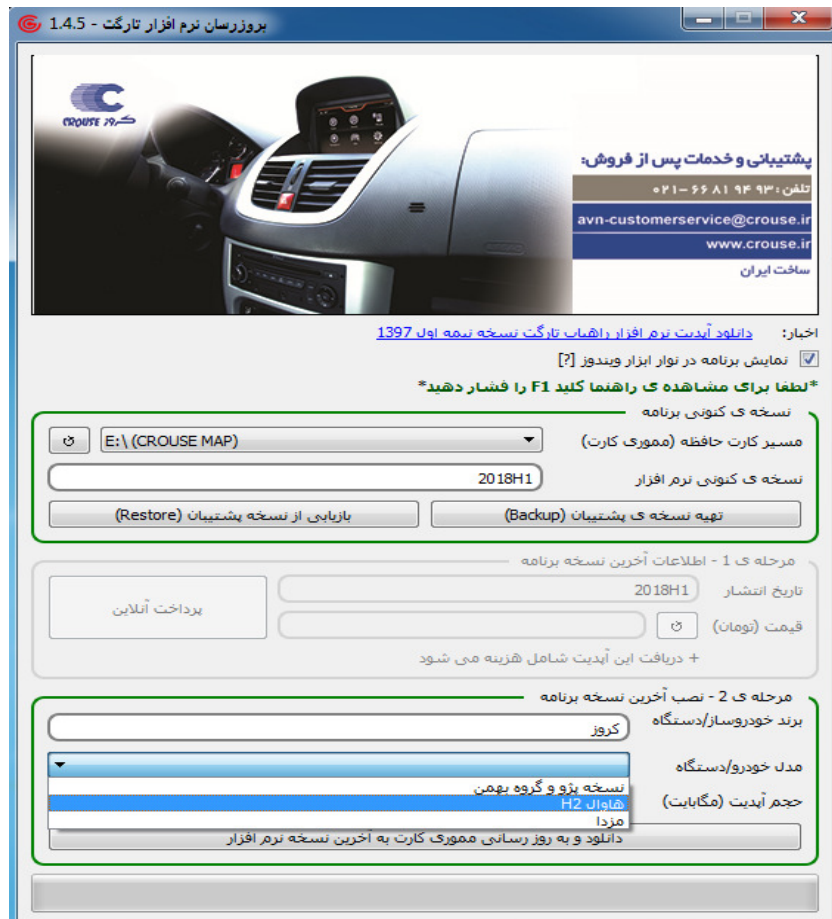 بروزرسان نرم افزار تارگت - 1.4.5
CROUSE کروز
پشتیبانی و خدمات پس از فروش:
تلفن: ۹۳ ۹۴ ۸۱ ۶۶ -۰۲۱
avn-customerservice@crouse.ir
www.crouse.ir
ساخت ایران
اخبار: دانلود آپدیت نرم افزار راهیاب تارگت نسخه نیمه اول 1397
نمایش برنامه در نوار ابزار ویندوز [?]
*لطفا برای مشاهده ی راهنما کلید F1 را فشار دهید*
نسخه ی کنونی برنامه
مسیر کارت حافظه (مموری کارت) E:\ (CROUSE MAP)
نسخه ی کنونی نرم افزار 2018H1
تهیه نسخه ی پشتیبان (Backup) بازیابی از نسخه پشتیبان (Restore)
مرحله ی 1 - اطلاعات آخرین نسخه برنامه
تاریخ انتشار 2018H1
پرداخت آنلاین
قیمت (تومان)
+ دریافت این آپدیت شامل هزینه می شود
مرحله ی 2 - نصب آخرین نسخه برنامه
برند خودروساز/دستگاه کروز
مدل خودرو/دستگاه
نسخه پژو و گروه بهمن
حجم آپدیت (مگابایت) هاوال H2
مزدا
دانلود و به روز رسانی مموری کارت به آخرین نسخه نرم افزار